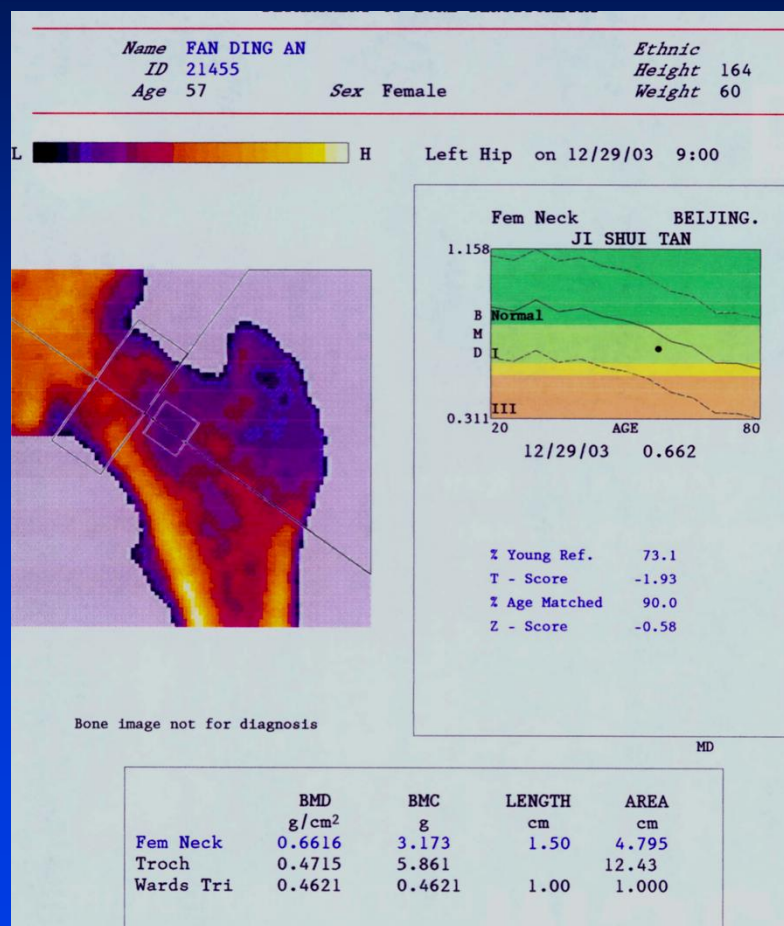 Name FAN DING AN Ethnic
ID 21455 Height 164
Age 57 Sex Female Weight 60
L H Left Hip on 12/29/03 9:00
Fem Neck BEIJING.
JI SHUI TAN
1.158
B Normal
M
D I
III
0.311
20 AGE 80
12/29/03 0.662
% Young Ref. 73.1
T - Score -1.93
% Age Matched 90.0
Z - Score -0.58
Bone image not for diagnosis
MD
BMD BMC LENGTH AREA
g/cm² g cm cm
Fem Neck 0.6616 3.173 1.50 4.795
Troch 0.4715 5.861 12.43
Wards Tri 0.4621 0.4621 1.00 1.000